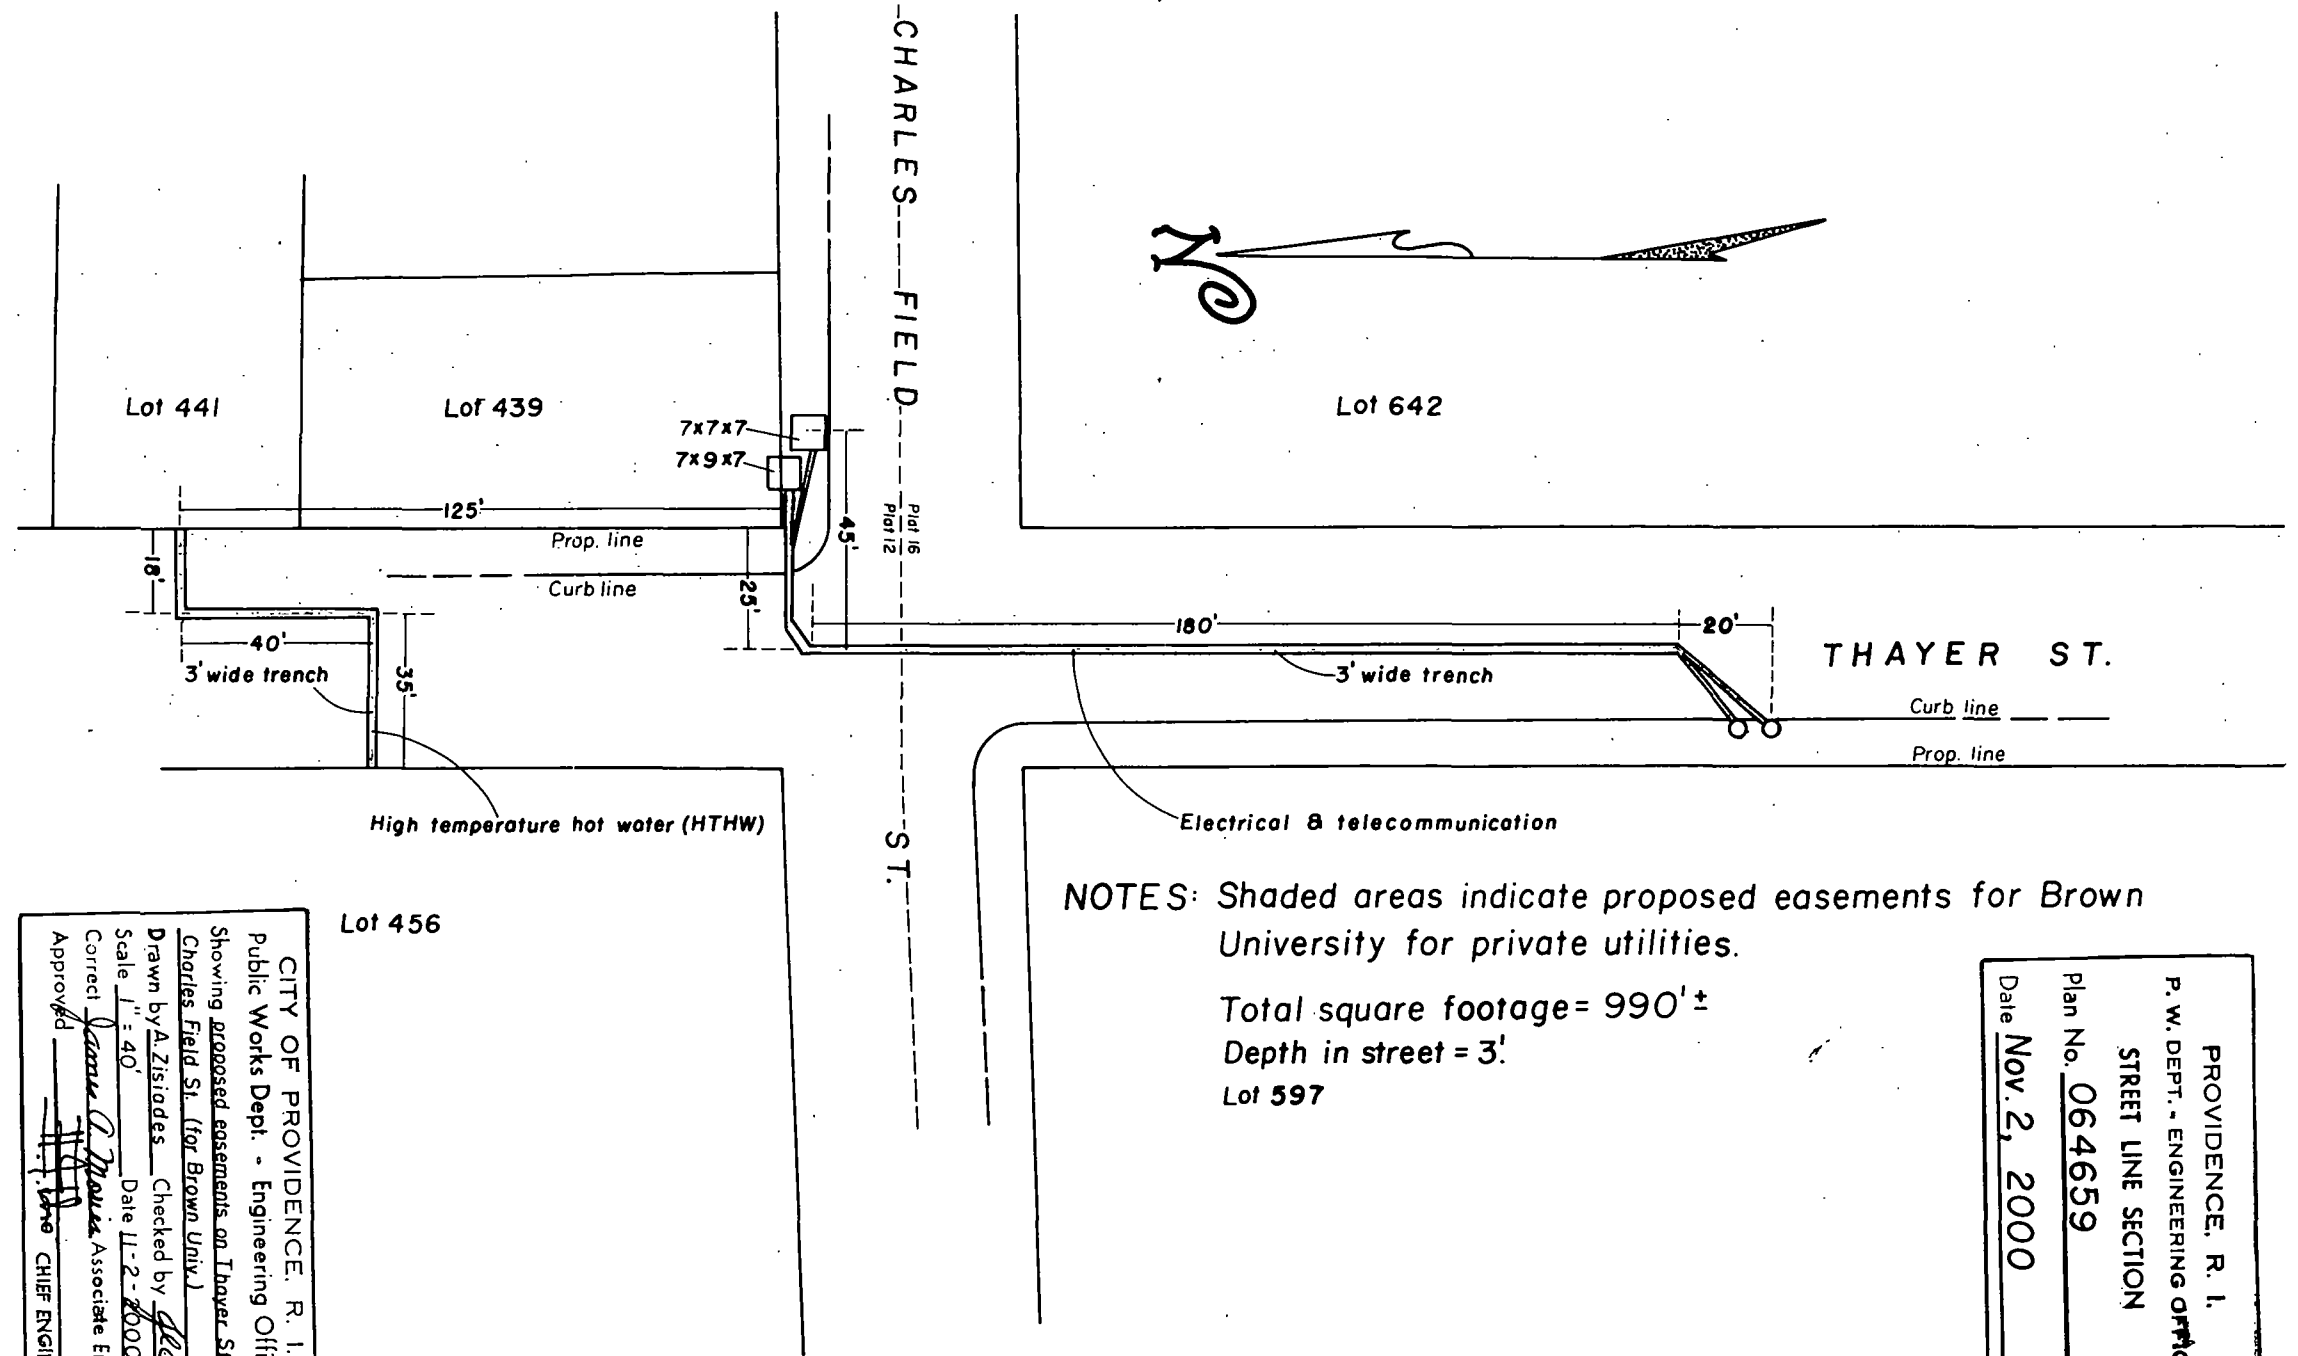 CHARLES FIELD ST.
Lot 441
Lot 439
Lot 642
7x7x7
7x9x7
125'
Prop. line
Curb line
18'
40'
3' wide trench
35'
25'
45'
Plat 16
Plat 12
180'
20'
3' wide trench
THAYER ST.
Curb line
Prop. line
High temperature hot water (HTHW)
Electrical & telecommunication
Lot 456
NOTES: Shaded areas indicate proposed easements for Brown
University for private utilities.
Total square footage = 990' ±
Depth in street = 3'.
Lot 597
CITY OF PROVIDENCE. R. I.
Public Works Dept. - Engineering
Showing proposed easements on Thayer
Charles Field St. (for Brown Univ.)
Drawn by A. Zisiades Checked by
Scale 1" = 40' Date 11-2-2000
Correct Associate
Approved CHIEF
PROVIDENCE, R. I.
P. W. DEPT. - ENGINEERING
STREET LINE SECTION
Plan No. 064659
Date Nov. 2, 2000